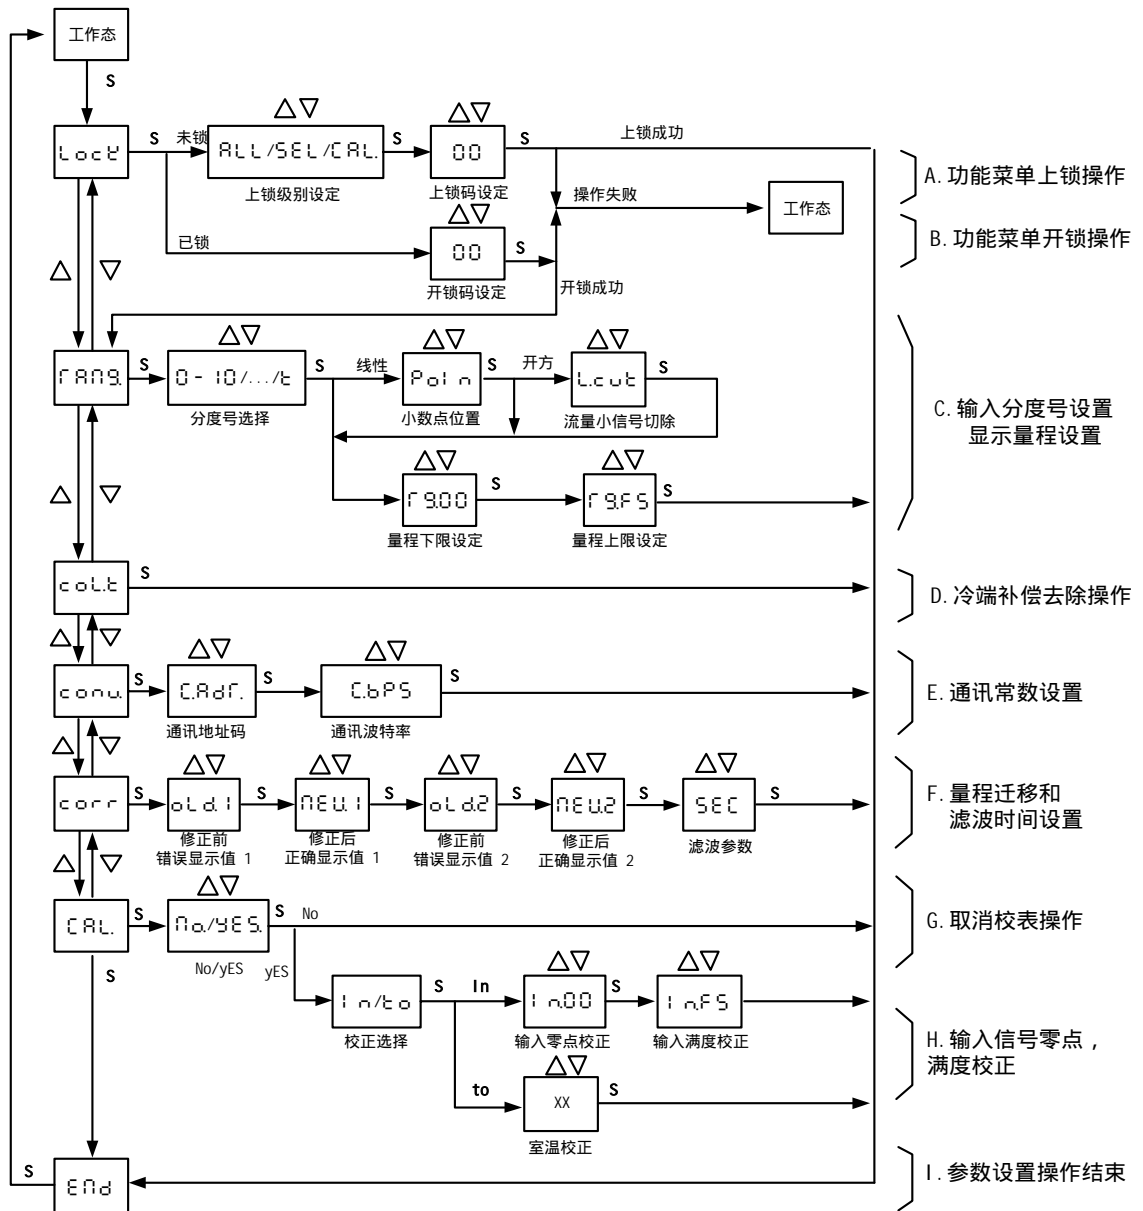 工作态
S
LocK
S
未锁
ALL/SEL/CAL.
上锁级别设定
S
00
上锁码设定
S
上锁成功
操作失败
工作态
已锁
00
开锁码设定
S
开锁成功
A.功能菜单上锁操作
B.功能菜单开锁操作
rANG.
S
0-10/.../t
分度号选择
S
线性
PoIn
小数点位置
S
开方
L.cut
流量小信号切除
S
rg.00
量程下限设定
S
rg.FS
量程上限设定
S
C.输入分度号设置
显示量程设置
coL.t
S
D.冷端补偿去除操作
conu.
S
C.Adr.
通讯地址码
S
C.bPS
通讯波特率
S
E.通讯常数设置
corr
S
oLd.1
修正前
错误显示值 1
S
NEU.1
修正后
正确显示值 1
S
oLd.2
修正前
错误显示值 2
S
NEU.2
修正后
正确显示值 2
S
SEC
滤波参数
S
F.量程迁移和
滤波时间设置
CAL.
S
No./YES.
No/yES
S
No
G.取消校表操作
yES
In/to
校正选择
S
In
In.00
输入零点校正
S
In.FS
输入满度校正
H.输入信号零点，
满度校正
to
XX
室温校正
S
S
ENd
S
I.参数设置操作结束